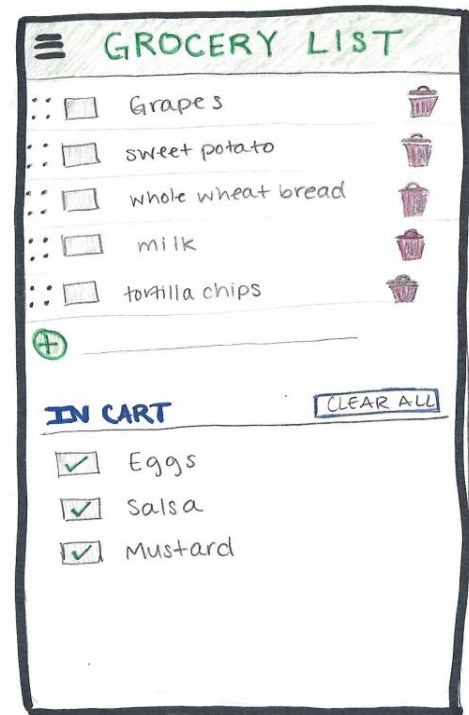 GROCERY LIST
Grapes
sweet potato
whole wheat bread
milk
tortilla chips
IN CART
CLEAR ALL
Eggs
Salsa
Mustard